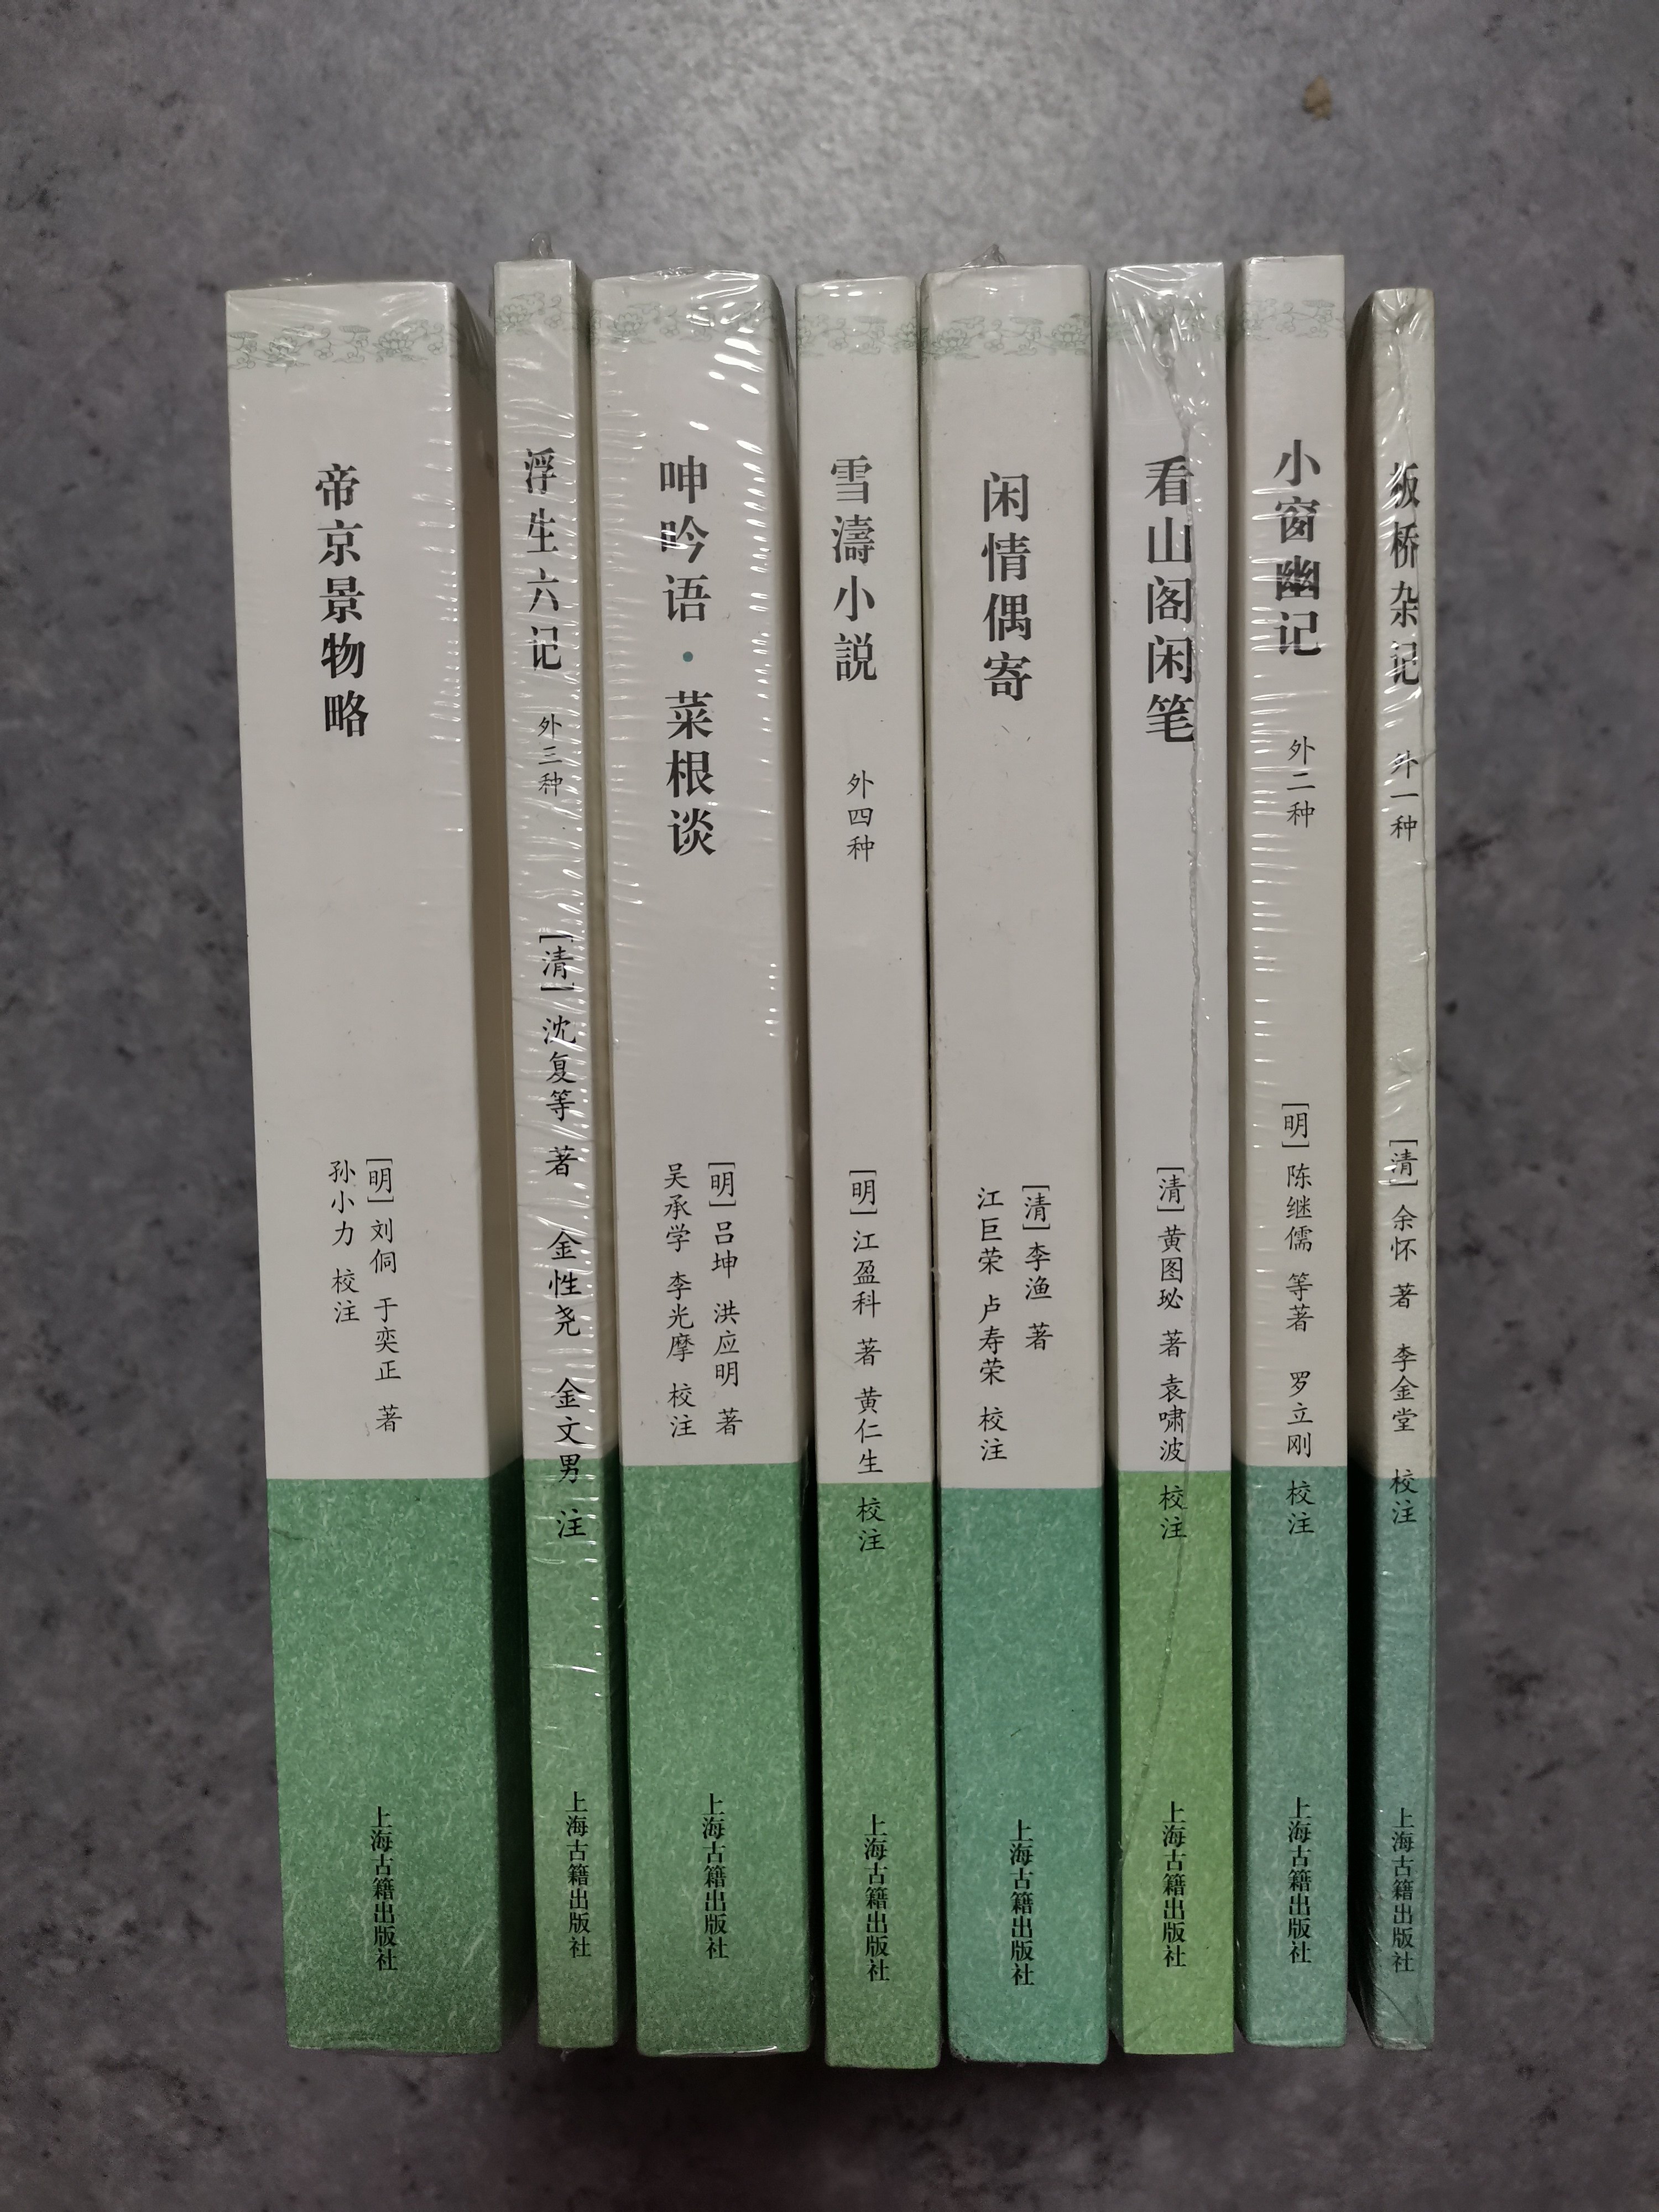 帝京景物略
[明] 刘侗 于奕正 著
孙小力 校注
上海古籍出版社
浮生六记 外三种
[清] 沈复等 著 金性尧 金文男 注
上海古籍出版社
呻吟语·菜根谈
[明] 吕坤 洪应明 著
吴承学 李光摩 校注
上海古籍出版社
雪濤小説 外四种
[明] 江盈科 著 黄仁生 校注
上海古籍出版社
闲情偶寄
[清] 李渔 著
江巨荣 卢寿荣 校注
上海古籍出版社
看山阁闲笔
[清] 黄图珌 著 袁啸波 校注
上海古籍出版社
小窗幽记 外二种
[明] 陈继儒 等著 罗立刚 校注
上海古籍出版社
板桥杂记 外一种
[清] 余怀 著 李金堂 校注
上海古籍出版社